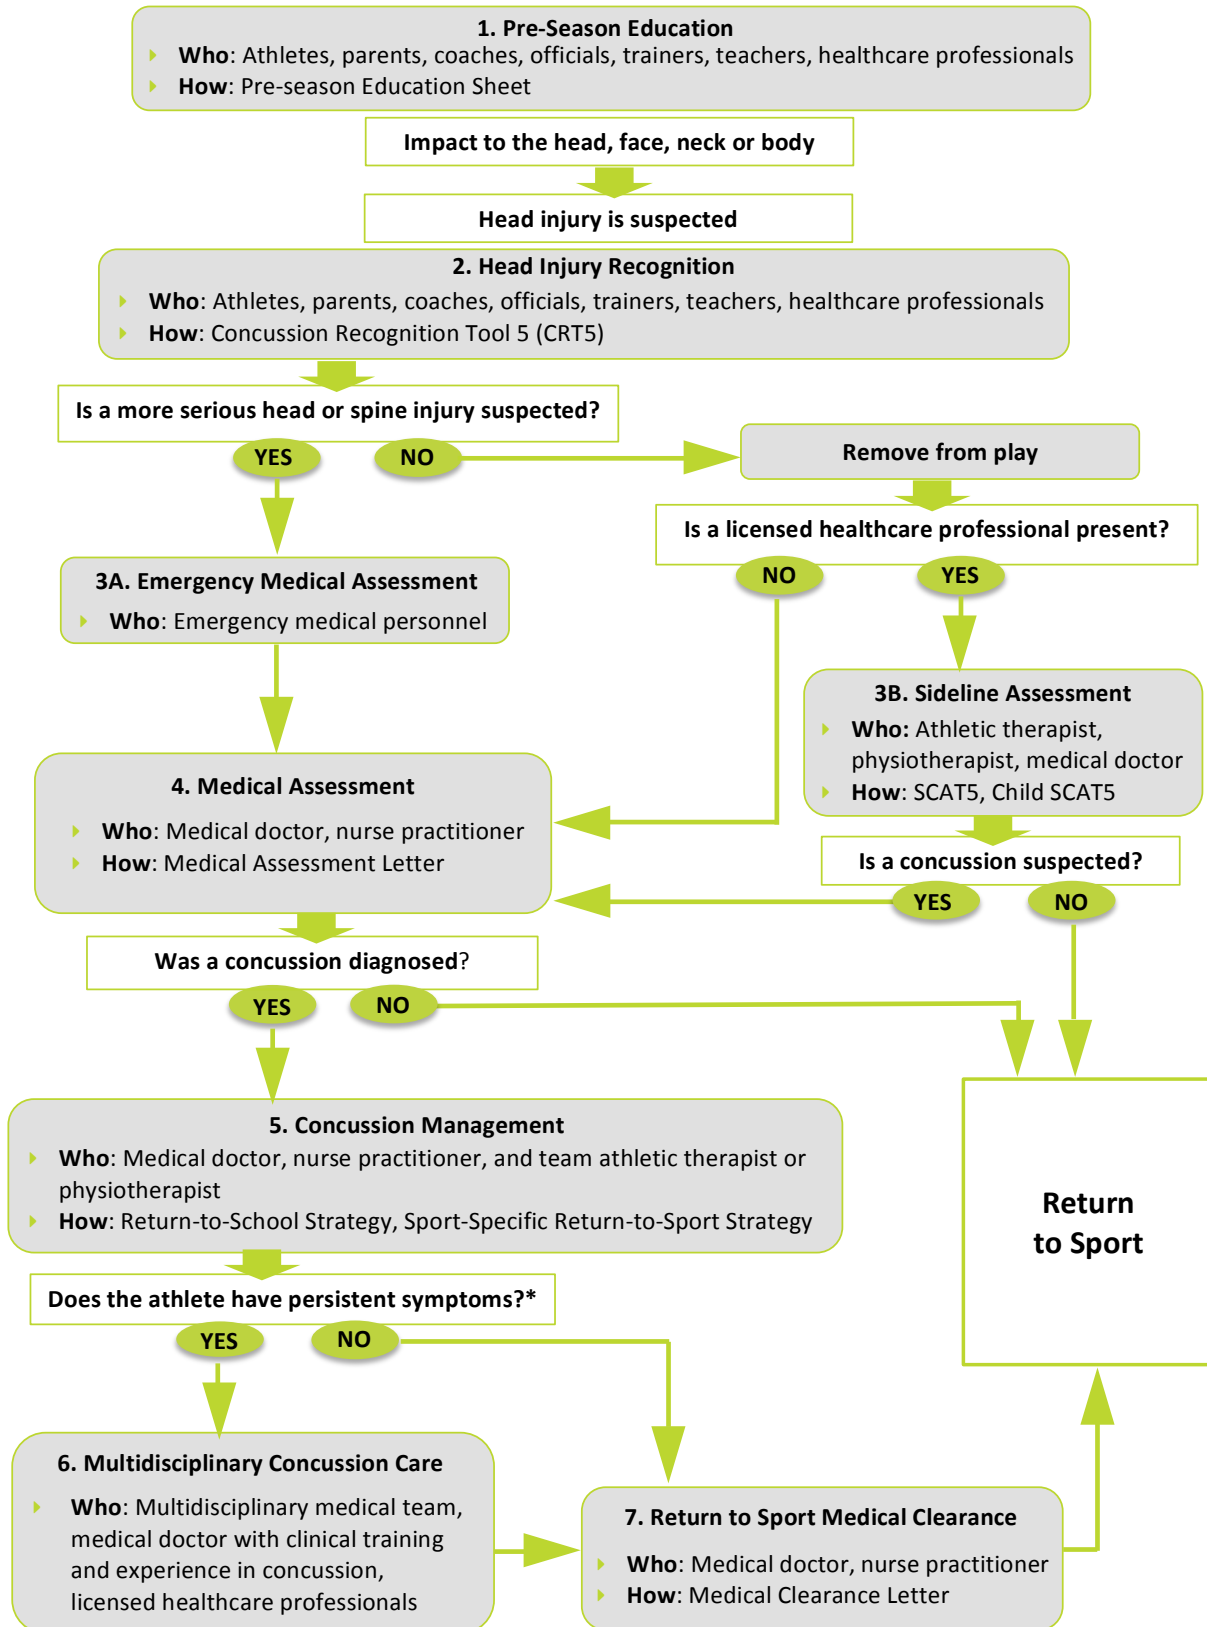 1. Pre-Season Education
Who: Athletes, parents, coaches, officials, trainers, teachers, healthcare professionals
How: Pre-season Education Sheet
Impact to the head, face, neck or body
Head injury is suspected
2. Head Injury Recognition
Who: Athletes, parents, coaches, officials, trainers, teachers, healthcare professionals
How: Concussion Recognition Tool 5 (CRT5)
Is a more serious head or spine injury suspected?
YES
NO
Remove from play
Is a licensed healthcare professional present?
NO
YES
3A. Emergency Medical Assessment
Who: Emergency medical personnel
3B. Sideline Assessment
Who: Athletic therapist,
physiotherapist, medical doctor
How: SCAT5, Child SCAT5
4. Medical Assessment
Who: Medical doctor, nurse practitioner
How: Medical Assessment Letter
Is a concussion suspected?
YES
NO
Was a concussion diagnosed?
YES
NO
5. Concussion Management
Who: Medical doctor, nurse practitioner, and team athletic therapist or
physiotherapist
How: Return-to-School Strategy, Sport-Specific Return-to-Sport Strategy
Return
to Sport
Does the athlete have persistent symptoms?*
YES
NO
6. Multidisciplinary Concussion Care
Who: Multidisciplinary medical team,
medical doctor with clinical training
and experience in concussion,
licensed healthcare professionals
7. Return to Sport Medical Clearance
Who: Medical doctor, nurse practitioner
How: Medical Clearance Letter